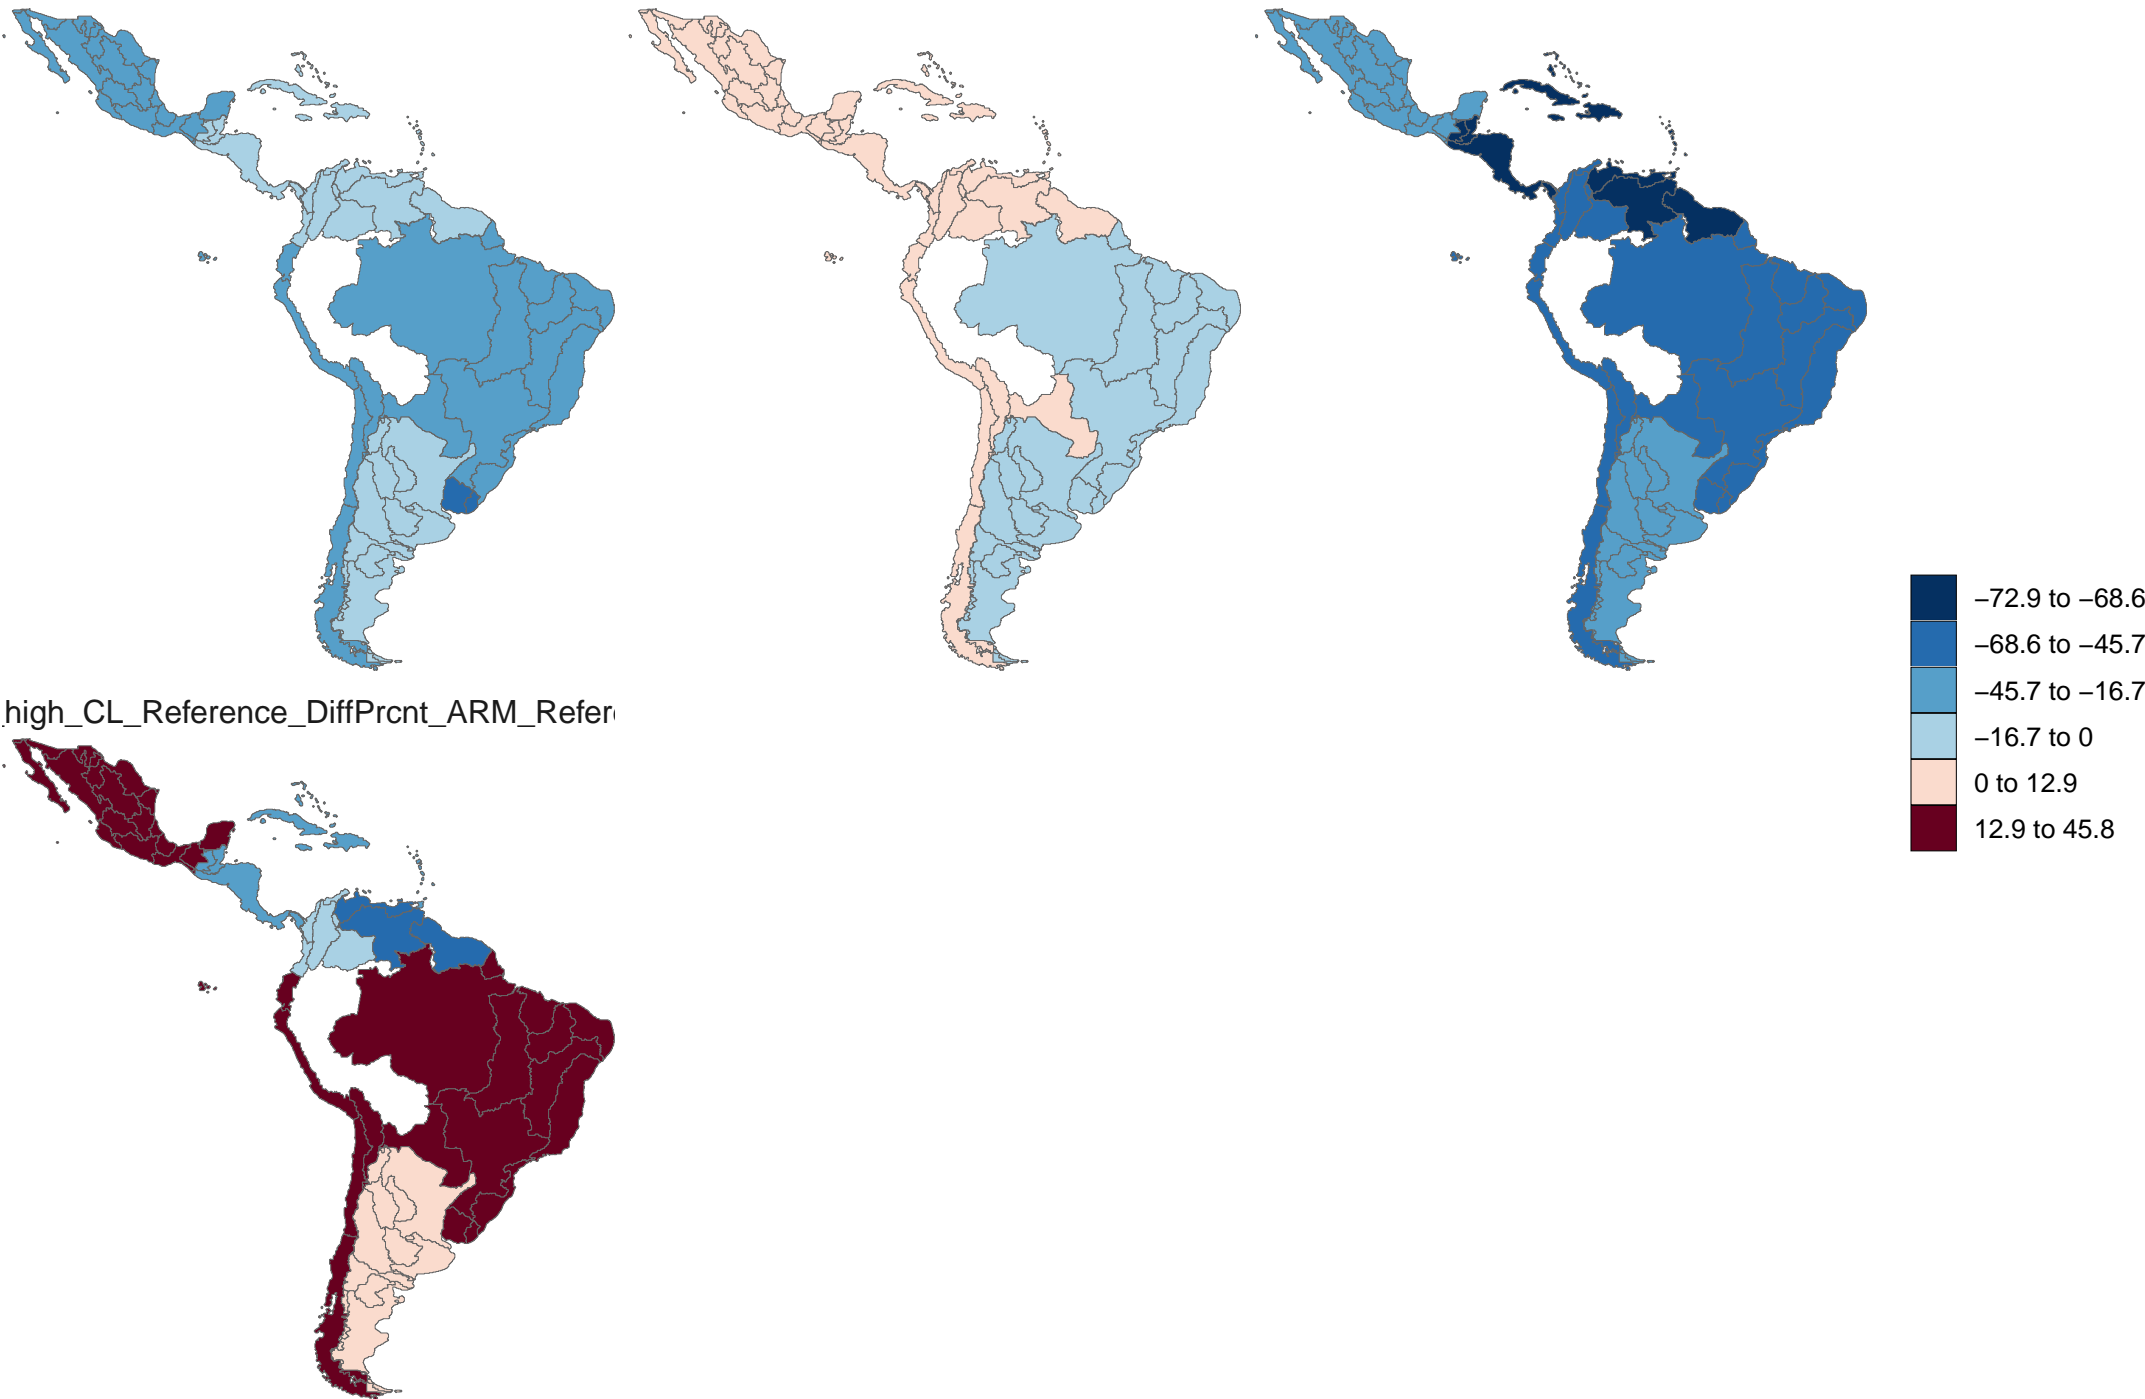 −72.9 to −68.6
−68.6 to −45.7
−45.7 to −16.7
−16.7 to 0
0 to 12.9
12.9 to 45.8
high_CL_Reference_DiffPrcnt_ARM_Refer